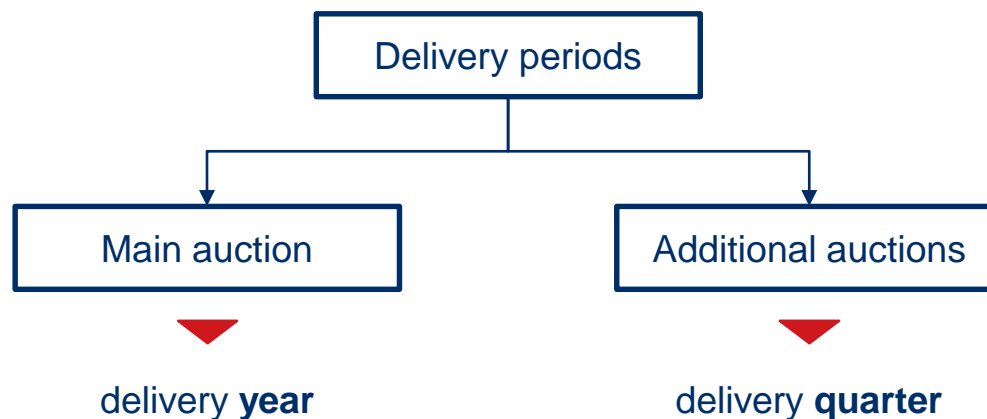 Delivery periods
Main auction
Additional auctions
delivery year
delivery quarter